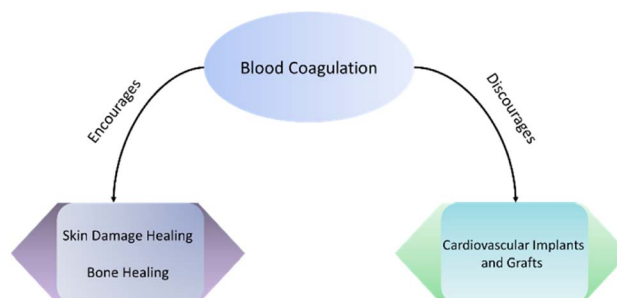 Blood Coagulation
Encourages
Discourages
Skin Damage Healing
Bone Healing
Cardiovascular Implants
and Grafts